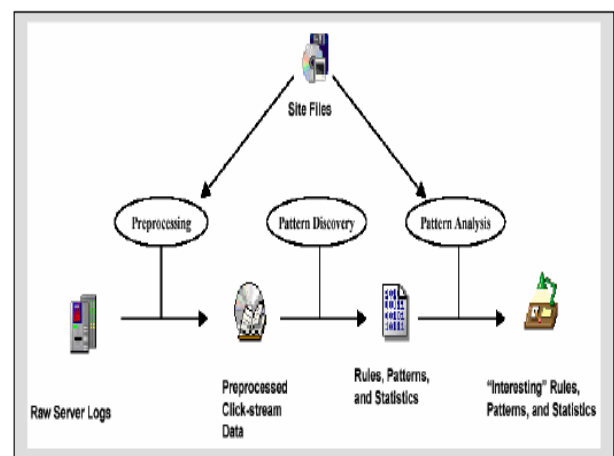 Site Files
Preprocessing
Pattern Discovery
Pattern Analysis
Raw Server Logs
Preprocessed
Click-stream
Data
Rules, Patterns,
and Statistics
"Interesting" Rules,
Patterns, and Statistics